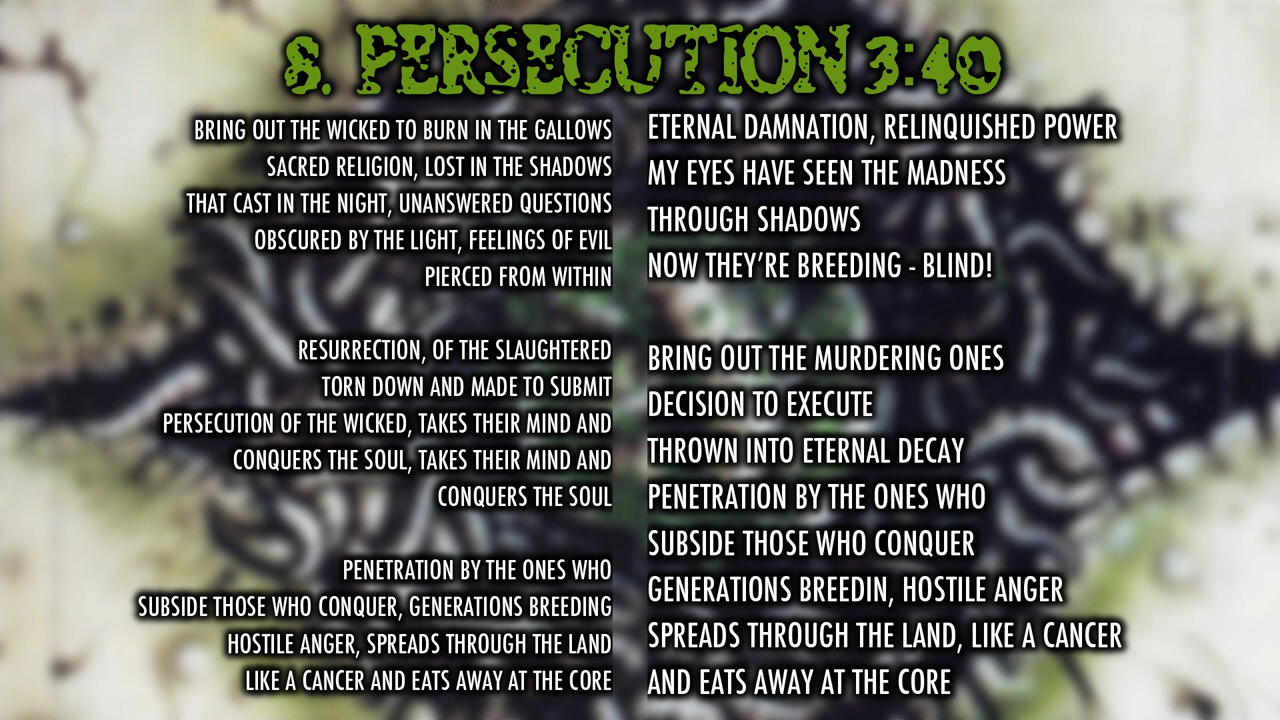 8. PERSECUTION 3:40
BRING OUT THE WICKED TO BURN IN THE GALLOWS
SACRED RELIGION, LOST IN THE SHADOWS
THAT CAST IN THE NIGHT, UNANSWERED QUESTIONS
OBSCURED BY THE LIGHT, FEELINGS OF EVIL
PIERCED FROM WITHIN
RESURRECTION, OF THE SLAUGHTERED
TORN DOWN AND MADE TO SUBMIT
PERSECUTION OF THE WICKED, TAKES THEIR MIND AND
CONQUERS THE SOUL, TAKES THEIR MIND AND
CONQUERS THE SOUL
PENETRATION BY THE ONES WHO
SUBSIDE THOSE WHO CONQUER, GENERATIONS BREEDING
HOSTILE ANGER, SPREADS THROUGH THE LAND
LIKE A CANCER AND EATS AWAY AT THE CORE
ETERNAL DAMNATION, RELINQUISHED POWER
MY EYES HAVE SEEN THE MADNESS
THROUGH SHADOWS
NOW THEY’RE BREEDING - BLIND!
BRING OUT THE MURDERING ONES
DECISION TO EXECUTE
THROWN INTO ETERNAL DECAY
PENETRATION BY THE ONES WHO
SUBSIDE THOSE WHO CONQUER
GENERATIONS BREEDIN, HOSTILE ANGER
SPREADS THROUGH THE LAND, LIKE A CANCER
AND EATS AWAY AT THE CORE